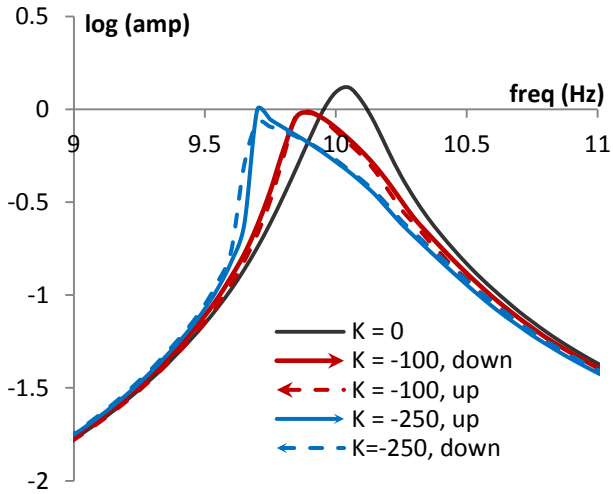 log (amp)
freq (Hz)
0.5
0
-0.5
-1
-1.5
-2
9
9.5
10.0
10.5
11
K = 0
K = -100, down
K = -100, up
K = -250, up
K=-250, down